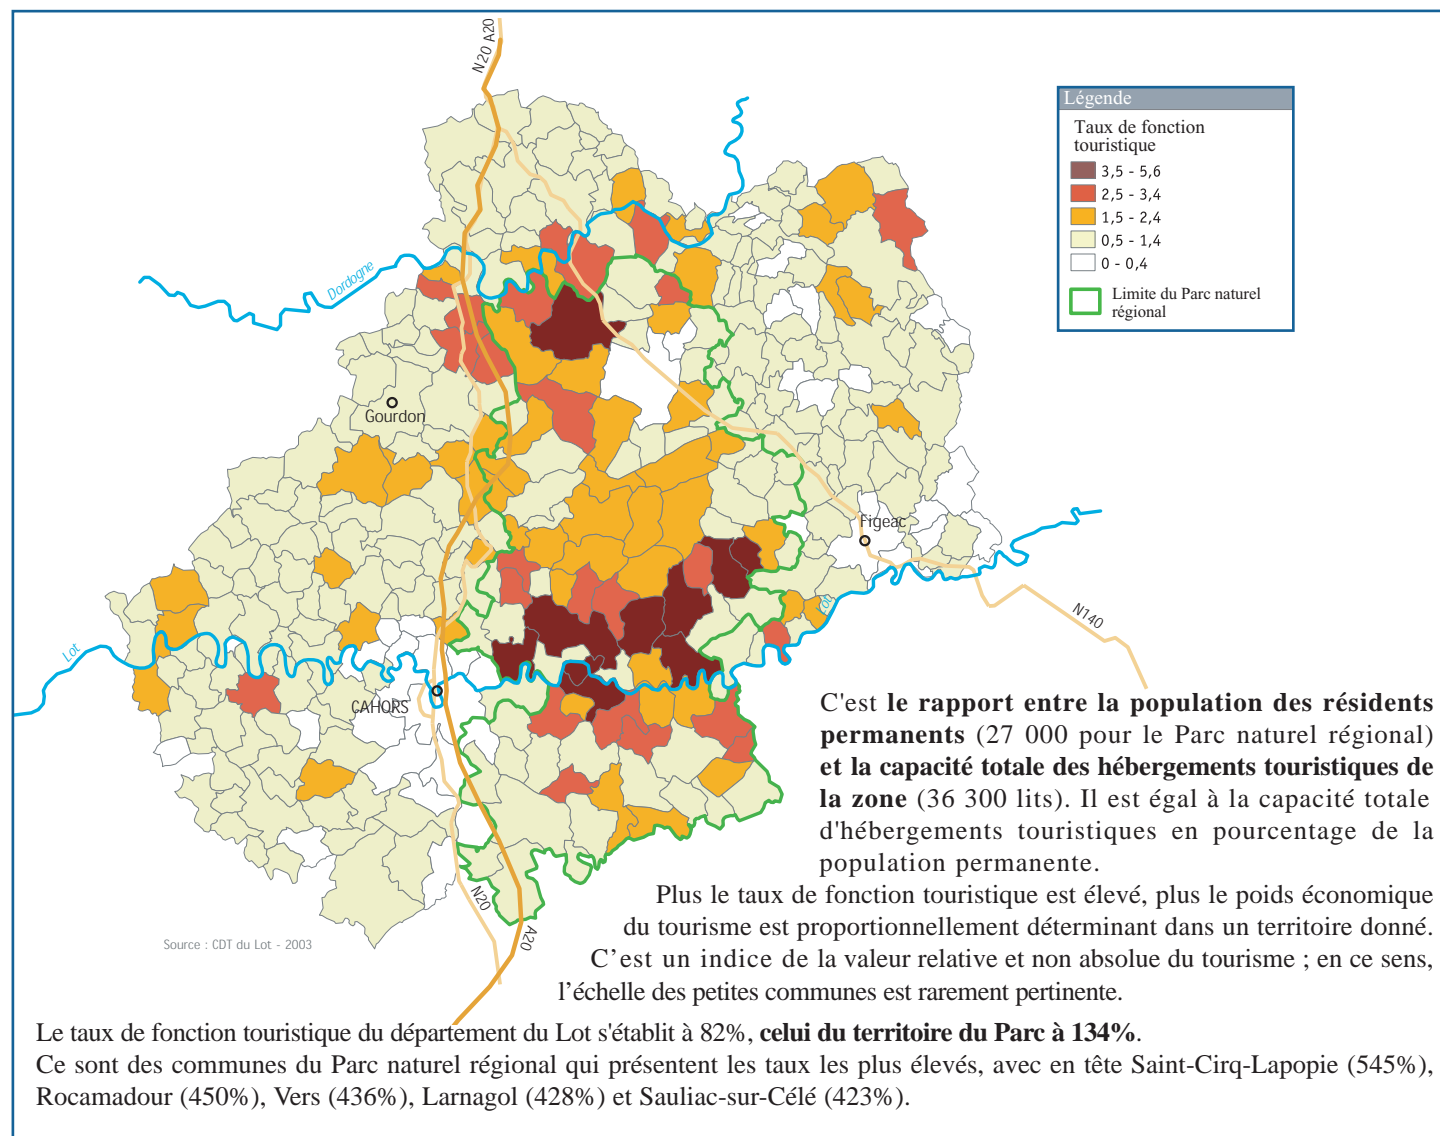 N20 A20
Légende
Taux de fonction
touristique
3,5 - 5,6
2,5 - 3,4
1,5 - 2,4
0,5 - 1,4
0 - 0,4
Limite du Parc naturel
régional
Dordogne
Gourdon
Figeac
Lot
N140
Lot
CAHORS
N20
A20
Source : CDT du Lot - 2003
C'est le rapport entre la population des résidents
permanents (27 000 pour le Parc naturel régional)
et la capacité totale des hébergements touristiques de
la zone (36 300 lits). Il est égal à la capacité totale
d'hébergements touristiques en pourcentage de la
population permanente.
Plus le taux de fonction touristique est élevé, plus le poids économique
du tourisme est proportionnellement déterminant dans un territoire donné.
C’est un indice de la valeur relative et non absolue du tourisme ; en ce sens,
l’échelle des petites communes est rarement pertinente.
Le taux de fonction touristique du département du Lot s'établit à 82%, celui du territoire du Parc à 134%.
Ce sont des communes du Parc naturel régional qui présentent les taux les plus élevés, avec en tête Saint-Cirq-Lapopie (545%),
Rocamadour (450%), Vers (436%), Larnagol (428%) et Sauliac-sur-Célé (423%).